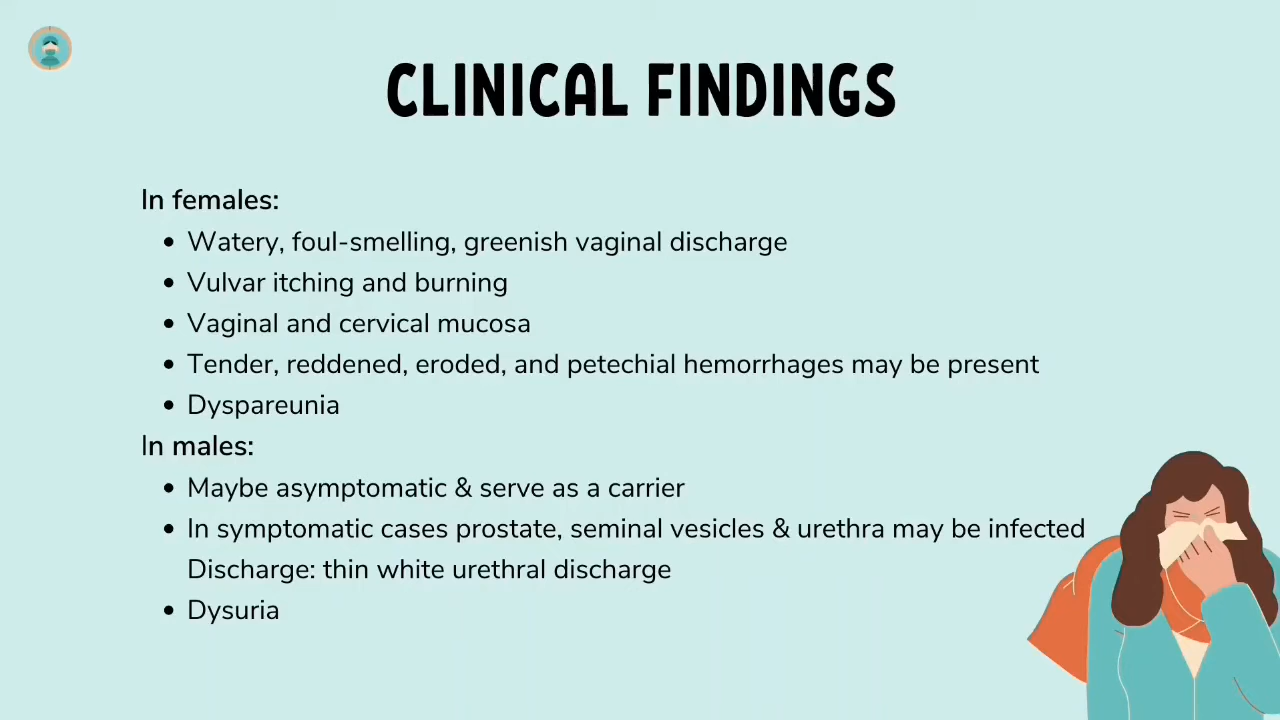 CLINICAL FINDINGS
In females:
• Watery, foul-smelling, greenish vaginal discharge
• Vulvar itching and burning
• Vaginal and cervical mucosa
• Tender, reddened, eroded, and petechial hemorrhages may be present
• Dyspareunia
In males:
• Maybe asymptomatic & serve as a carrier
• In symptomatic cases prostate, seminal vesicles & urethra may be infected
Discharge: thin white urethral discharge
• Dysuria